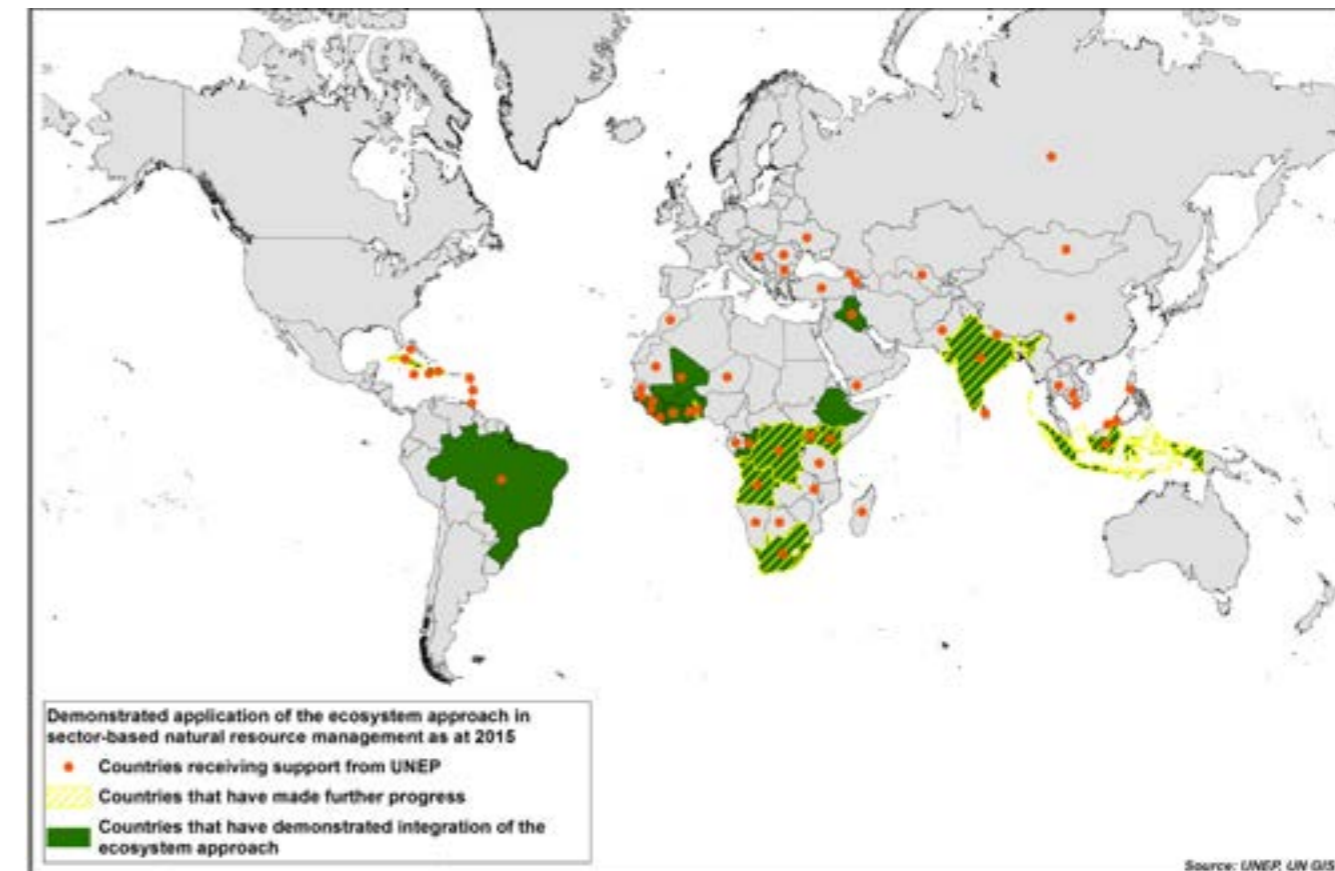 Demonstrated application of the ecosystem approach in
sector-based natural resource management as at 2015
Countries receiving support from UNEP
Countries that have made further progress
Countries that have demonstrated integration of the
ecosystem approach
Source: UNEP, UN GIS